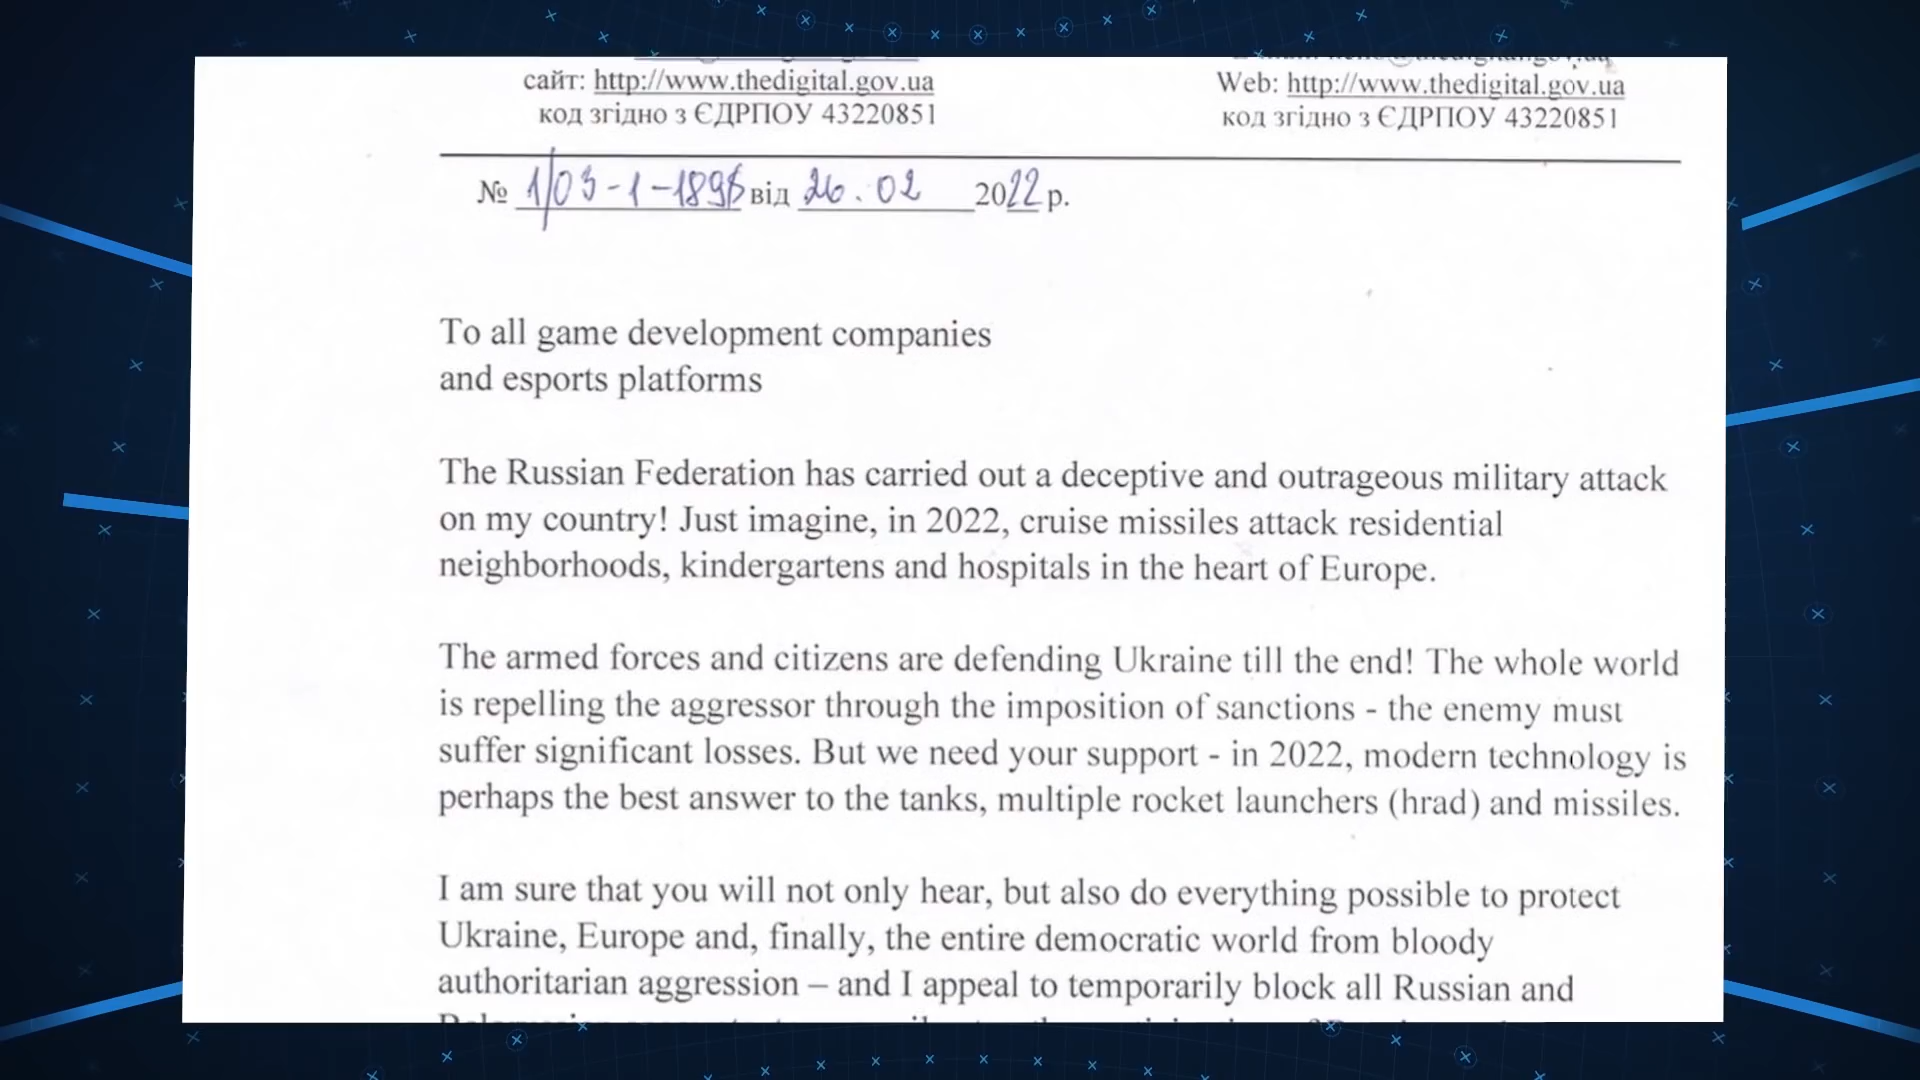 сайт: http://www.thedigital.gov.ua
код згідно з ЄДРПОУ 43220851
Web: http://www.thedigital.gov.ua
код згідно з ЄДРПОУ 43220851
№ 1/03-1-1898 від 26.02 2022 р.
To all game development companies
and esports platforms
The Russian Federation has carried out a deceptive and outrageous military attack
on my country! Just imagine, in 2022, cruise missiles attack residential
neighborhoods, kindergartens and hospitals in the heart of Europe.
The armed forces and citizens are defending Ukraine till the end! The whole world
is repelling the aggressor through the imposition of sanctions - the enemy must
suffer significant losses. But we need your support - in 2022, modern technology is
perhaps the best answer to the tanks, multiple rocket launchers (hrad) and missiles.
I am sure that you will not only hear, but also do everything possible to protect
Ukraine, Europe and, finally, the entire democratic world from bloody
authoritarian aggression – and I appeal to temporarily block all Russian and